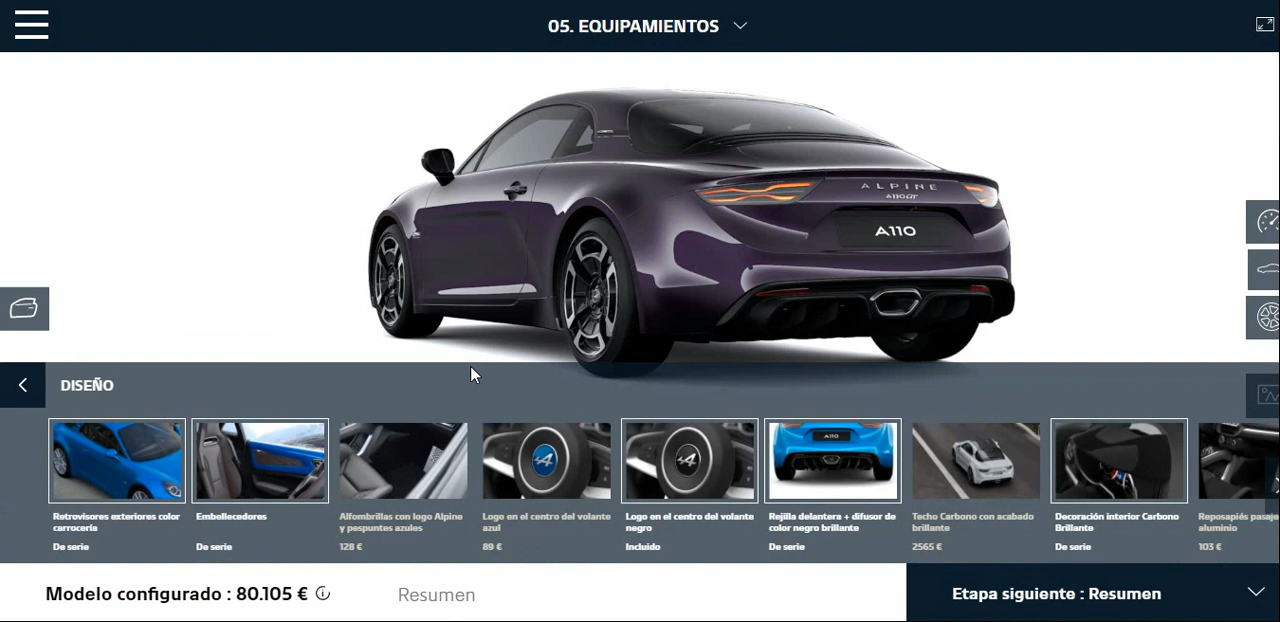 05. EQUIPAMIENTOS
ALPINE
A110GT
A110
DISEÑO
A110
Retrovisores exteriores color
carrocería
De serie
Embellecedores
De serie
Alfombrillas con logo Alpine
y pespuntes azules
128 €
Logo en el centro del volante
azul
89 €
Logo en el centro del volante
negro
Incluido
Rejilla delantera + difusor de
color negro brillante
De serie
Techo Carbono con acabado
brillante
2565 €
Decoración interior Carbono
Brillante
De serie
Reposapiés pasaje
aluminio
103 €
Modelo configurado : 80.105 €
Resumen
Etapa siguiente : Resumen